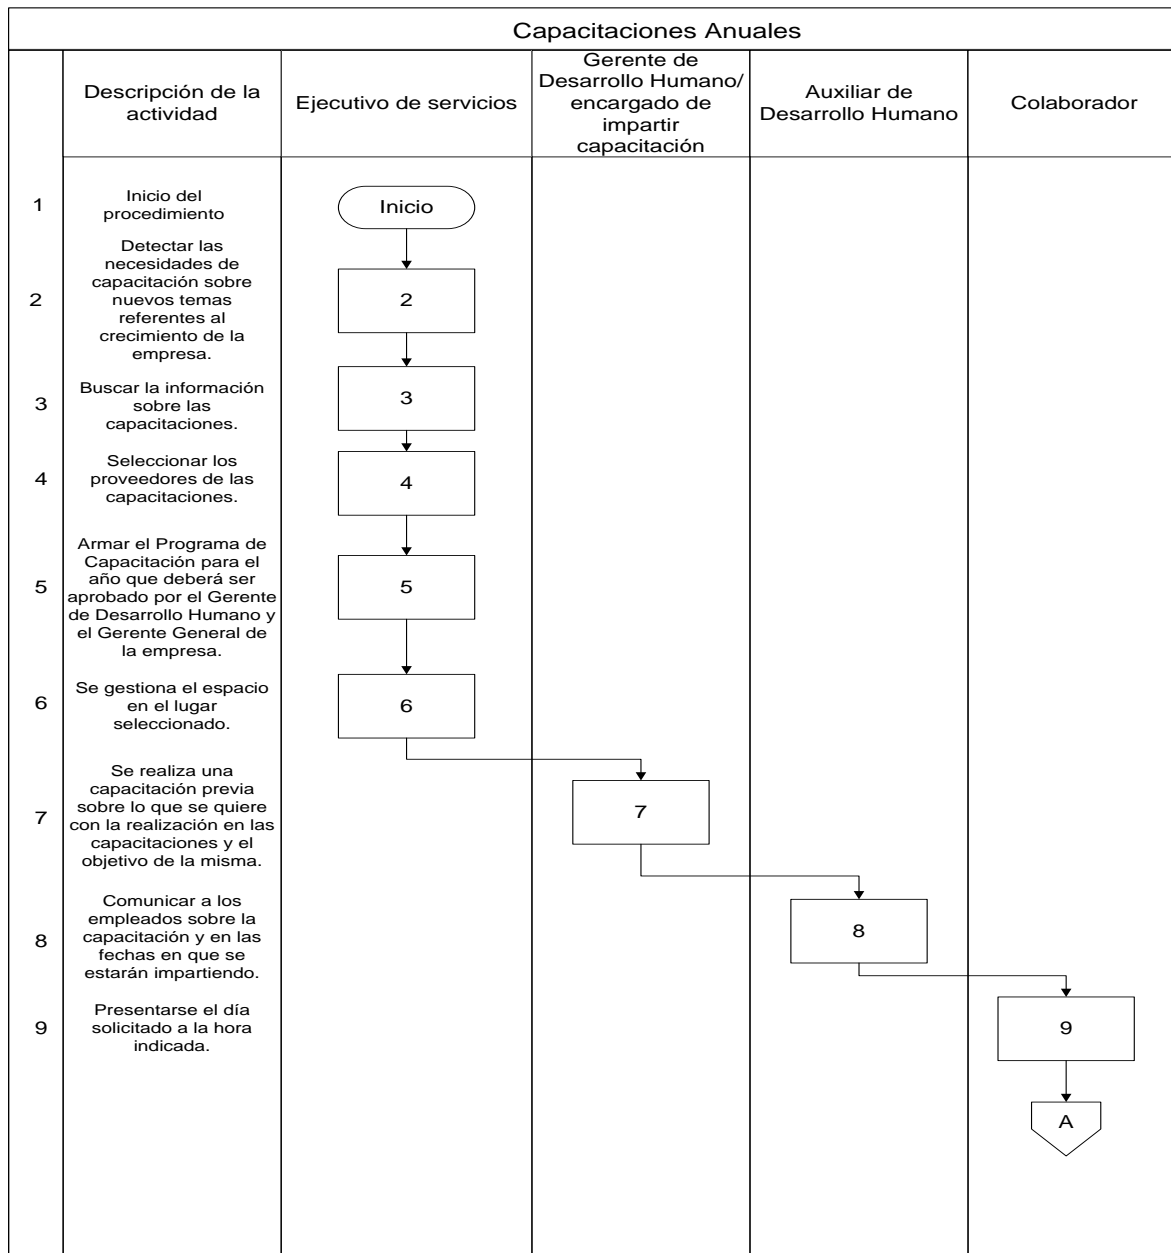 Capacitaciones Anuales
Descripción de la
actividad
Ejecutivo de servicios
Gerente de
Desarrollo Humano/
encargado de
impartir
capacitación
Auxiliar de
Desarrollo Humano
Colaborador
1
Inicio del
procedimiento
Inicio
2
Detectar las
necesidades de
capacitación sobre
nuevos temas
referentes al
crecimiento de la
empresa.
2
3
Buscar la información
sobre las
capacitaciones.
3
4
Seleccionar los
proveedores de las
capacitaciones.
4
5
Armar el Programa de
Capacitación para el
año que deberá ser
aprobado por el Gerente
de Desarrollo Humano y
el Gerente General de
la empresa.
5
6
Se gestiona el espacio
en el lugar
seleccionado.
6
7
Se realiza una
capacitación previa
sobre lo que se quiere
con la realización en las
capacitaciones y el
objetivo de la misma.
7
8
Comunicar a los
empleados sobre la
capacitación y en las
fechas en que se
estarán impartiendo.
8
9
Presentarse el día
solicitado a la hora
indicada.
9
A